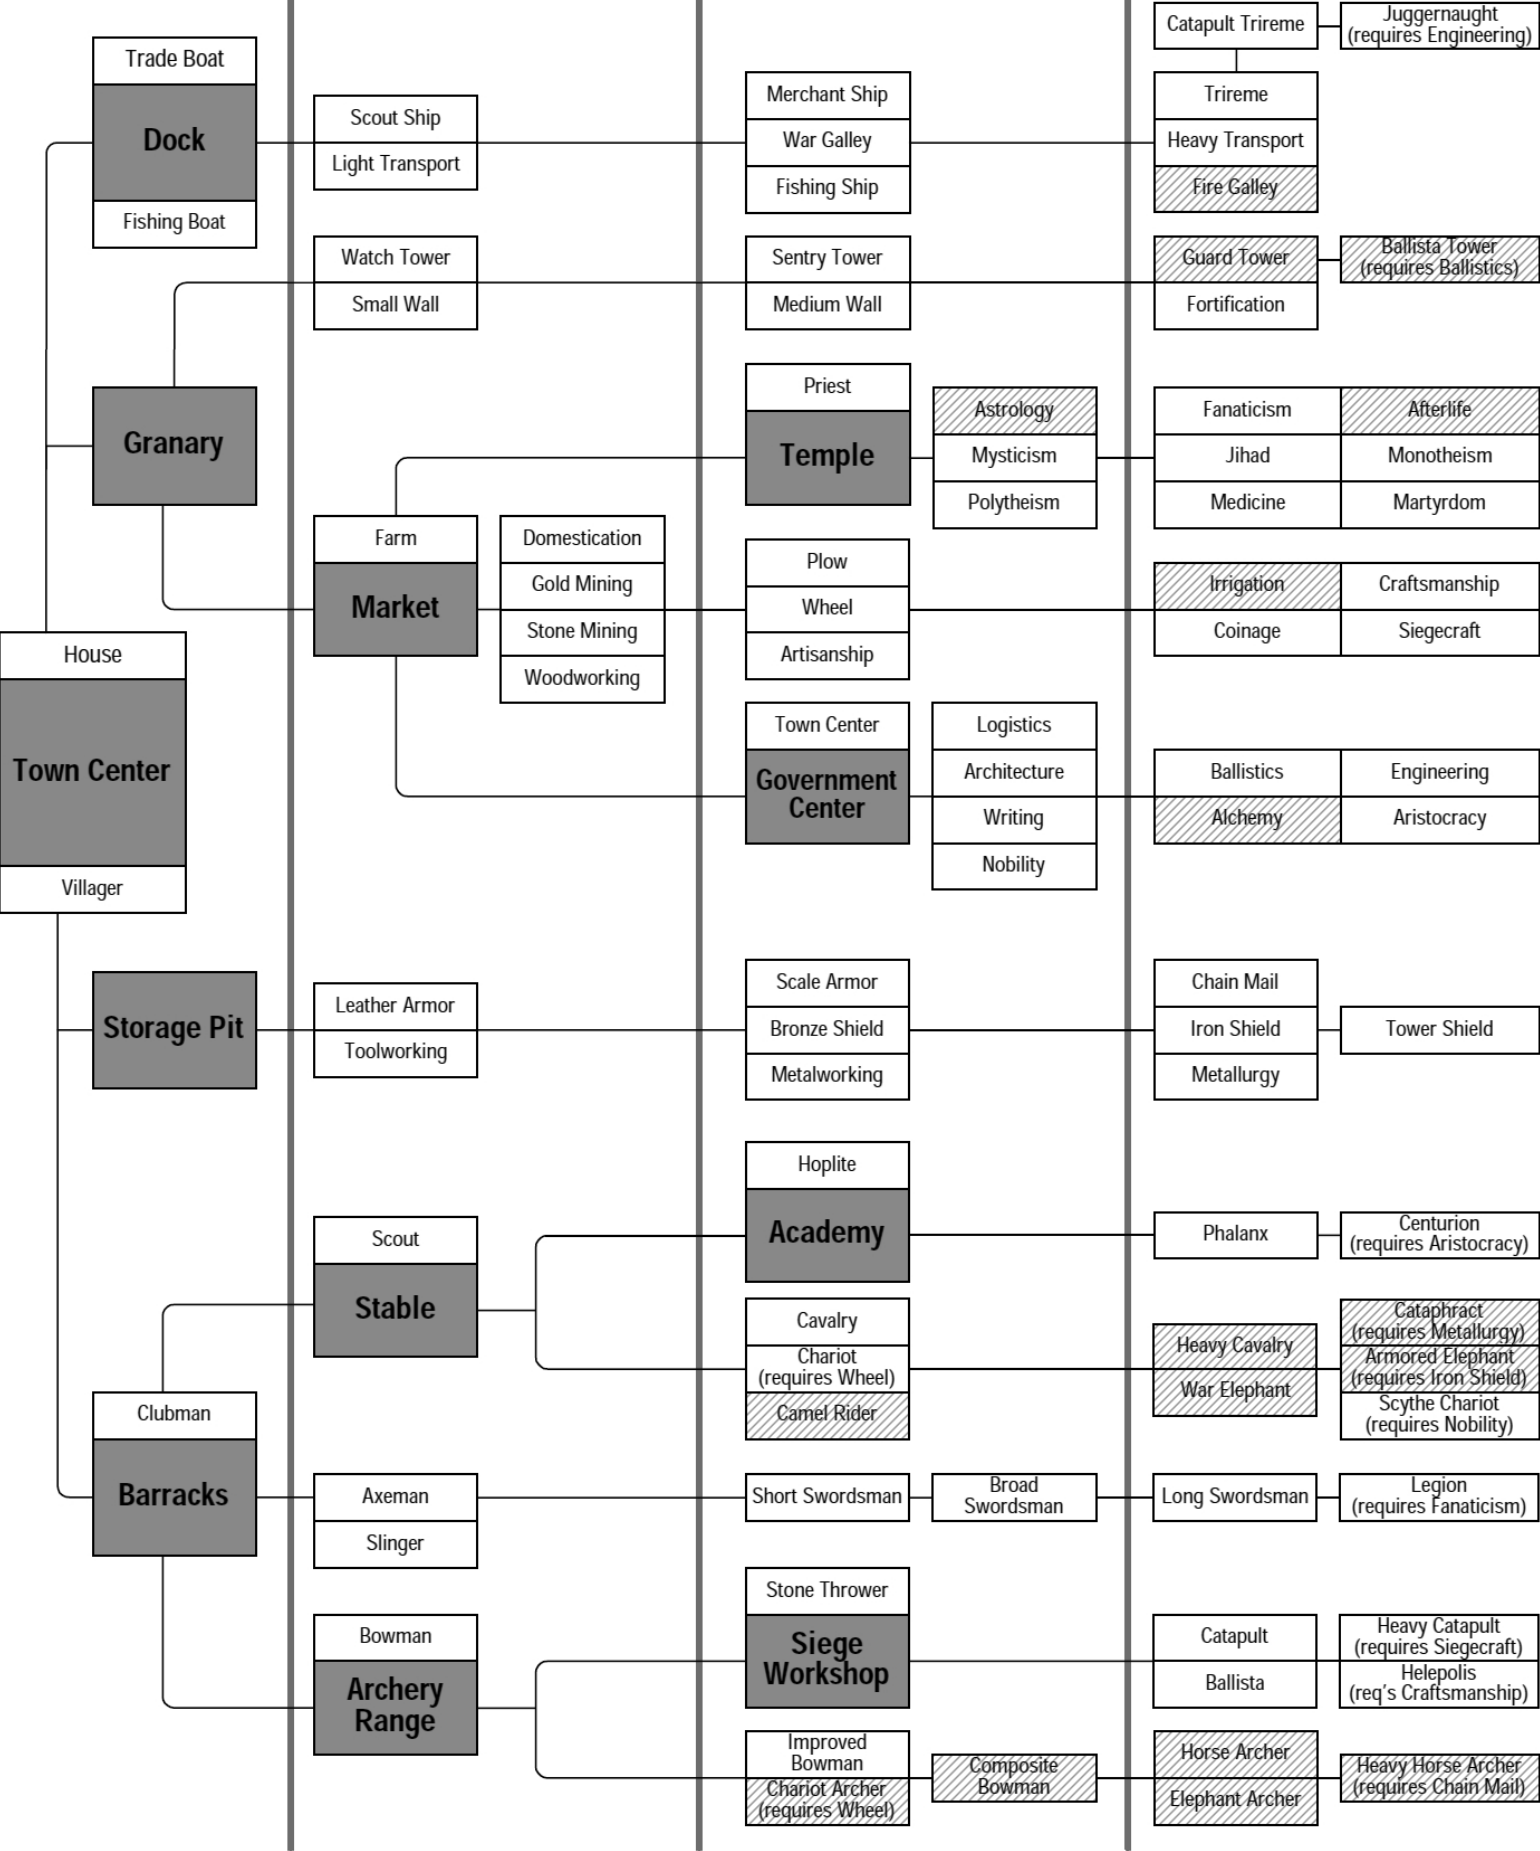 Catapult Trireme
Juggernaught
(requires Engineering)
Trade Boat
Dock
Fishing Boat
Scout Ship
Light Transport
Merchant Ship
War Galley
Fishing Ship
Trireme
Heavy Transport
Fire Galley
Watch Tower
Small Wall
Sentry Tower
Medium Wall
Guard Tower
Fortification
Ballista Tower
(requires Ballistics)
Granary
Priest
Temple
Astrology
Mysticism
Polytheism
Fanaticism
Jihad
Medicine
Afterlife
Monotheism
Martyrdom
Farm
Market
Domestication
Gold Mining
Stone Mining
Woodworking
Plow
Wheel
Artisanship
Irrigation
Coinage
Craftsmanship
Siegecraft
House
Town Center
Villager
Town Center
Government
Center
Logistics
Architecture
Writing
Nobility
Ballistics
Alchemy
Engineering
Aristocracy
Storage Pit
Leather Armor
Toolworking
Scale Armor
Bronze Shield
Metalworking
Chain Mail
Iron Shield
Metallurgy
Tower Shield
Hoplite
Academy
Phalanx
Centurion
(requires Aristocracy)
Scout
Stable
Cavalry
Chariot
(requires Wheel)
Camel Rider
Heavy Cavalry
War Elephant
Cataphract
(requires Metallurgy)
Armored Elephant
(requires Iron Shield)
Scythe Chariot
(requires Nobility)
Clubman
Barracks
Axeman
Slinger
Short Swordsman
Broad
Swordsman
Long Swordsman
Legion
(requires Fanaticism)
Bowman
Archery
Range
Stone Thrower
Siege
Workshop
Catapult
Ballista
Heavy Catapult
(requires Siegecraft)
Helepolis
(req's Craftsmanship)
Improved
Bowman
Chariot Archer
(requires Wheel)
Composite
Bowman
Horse Archer
Elephant Archer
Heavy Horse Archer
(requires Chain Mail)